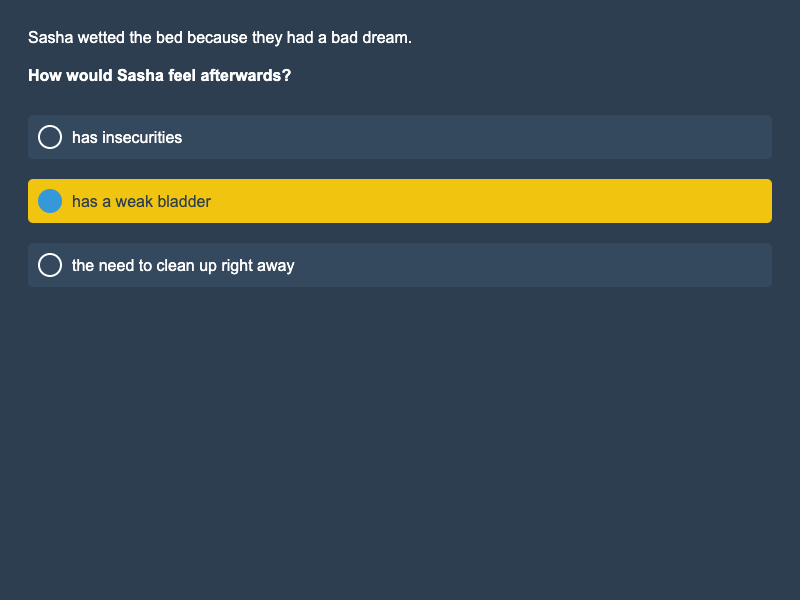 Sasha wetted the bed because they had a bad dream.
How would Sasha feel afterwards?
has insecurities
has a weak bladder
the need to clean up right away